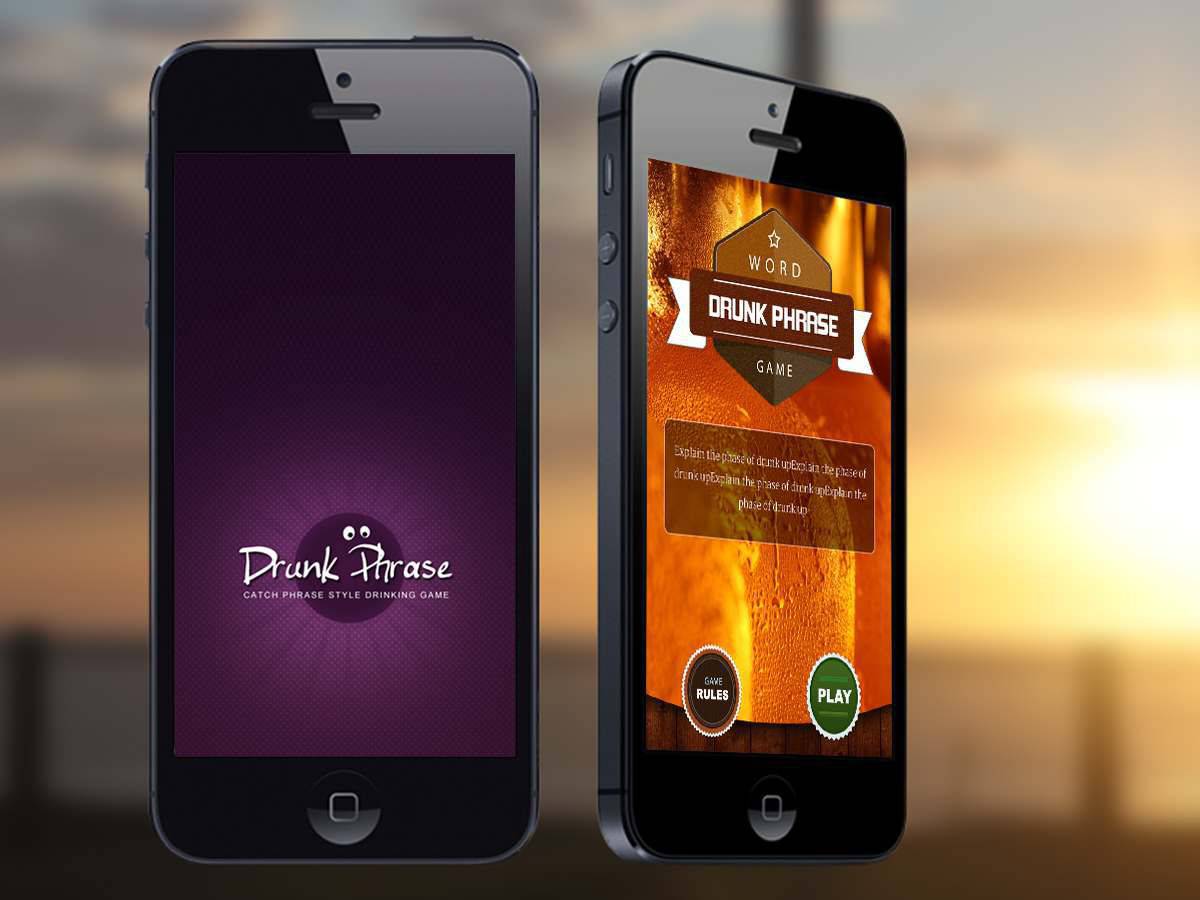 Drunk Phrase
CATCH PHRASE STYLE DRINKING GAME
WORD
DRUNK PHRASE
GAME
Explain the phase of drunk upExplain the phase of
drunk upExplain the phase of drunk upExplain the
phase of drunk up
GAME
RULES
PLAY